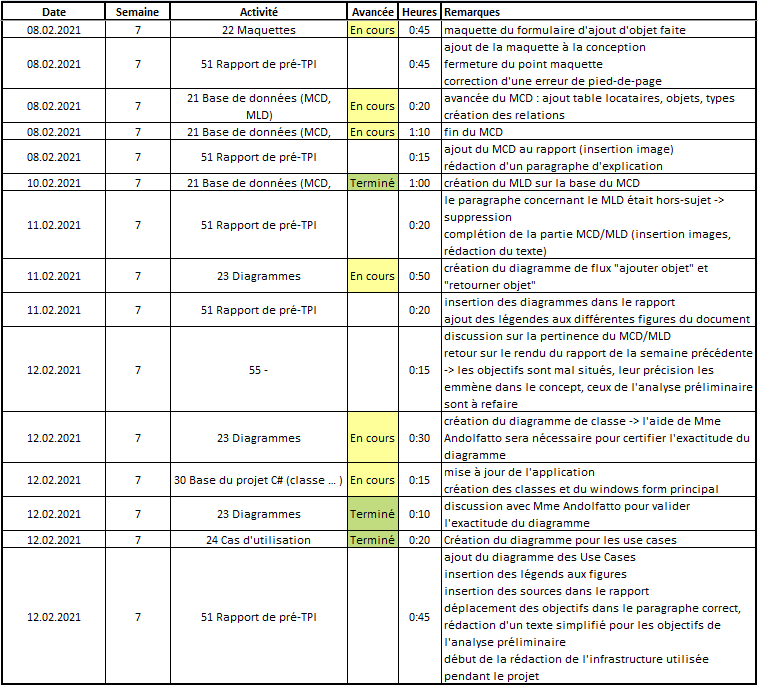 Date Semaine Activité Avancée Heures Remarques
08.02.2021 7 22 Maquettes En cours 0:45 maquette du formulaire d'ajout d'objet faite
08.02.2021 7 51 Rapport de pré-TPI 0:45 ajout de la maquette à la conception
fermeture du point maquette
correction d'une erreur de pied-de-page
08.02.2021 7 21 Base de données (MCD,
MLD) En cours 0:20 avancée du MCD : ajout table locataires, objets, types
création des relations
08.02.2021 7 21 Base de données (MCD, En cours 1:10 fin du MCD
08.02.2021 7 51 Rapport de pré-TPI 0:15 ajout du MCD au rapport (insertion image)
rédaction d'un paragraphe d'explication
10.02.2021 7 21 Base de données (MCD, Terminé 1:00 création du MLD sur la base du MCD
11.02.2021 7 51 Rapport de pré-TPI 0:20 le paragraphe concernant le MLD était hors-sujet ->
suppression
complétion de la partie MCD/MLD (insertion images,
rédaction du texte)
11.02.2021 7 23 Diagrammes En cours 0:50 création du diagramme de flux "ajouter objet" et
"retourner objet"
11.02.2021 7 51 Rapport de pré-TPI 0:20 insertion des diagrammes dans le rapport
ajout des légendes aux différentes figures du document
12.02.2021 7 55 - 0:15 discussion sur la pertinence du MCD/MLD
retour sur le rendu du rapport de la semaine précédente
-> les objectifs sont mal situés, leur précision les
emmène dans le concept, ceux de l'analyse préliminaire
sont à refaire
12.02.2021 7 23 Diagrammes En cours 0:30 création du diagramme de classe -> l'aide de Mme
Andolfatto sera nécessaire pour certifier l'exactitude du
diagramme
12.02.2021 7 30 Base du projet C# (classe ... ) En cours 0:15 mise à jour de l'application
création des classes et du windows form principal
12.02.2021 7 23 Diagrammes Terminé 0:10 discussion avec Mme Andolfatto pour valider
l'exactitude du diagramme
12.02.2021 7 24 Cas d'utilisation Terminé 0:20 Création du diagramme pour les use cases
12.02.2021 7 51 Rapport de pré-TPI 0:45 ajout du diagramme des Use Cases
insertion des légends aux figures
insertion des sources dans le rapport
déplacement des objectifs dans le paragraphe correct,
rédaction d'un texte simplifié pour les objectifs de
l'analyse préliminaire
début de la rédaction de l'infrastructure utilisée
pendant le projet